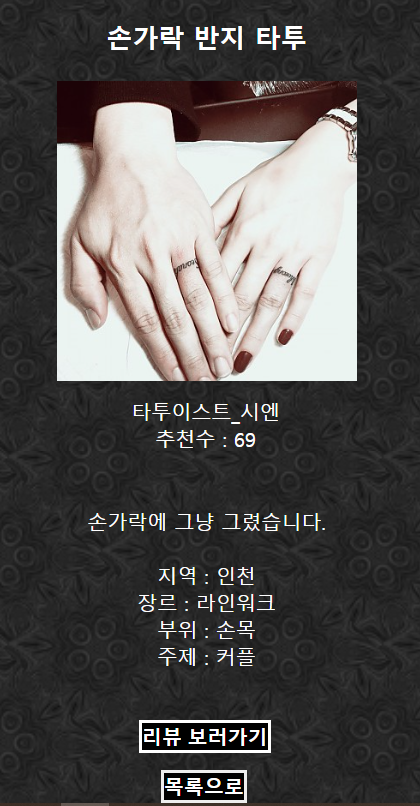 손가락 반지 타투
타투이스트_시엔
추천수 : 69
손가락에 그냥 그렸습니다.
지역 : 인천
장르 : 라인워크
부위 : 손목
주제 : 커플
리뷰 보러가기
목록으로